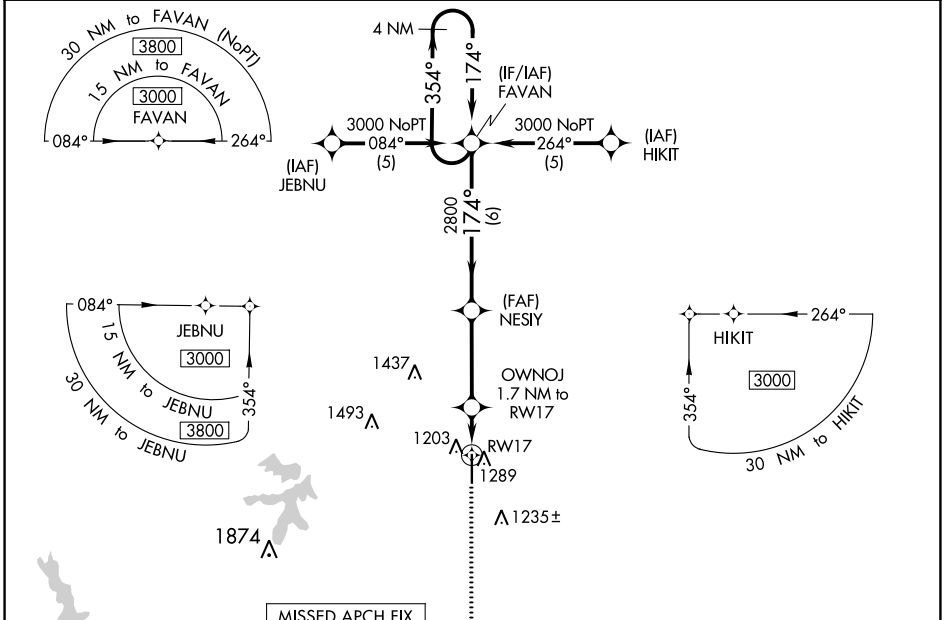 30 NM to FAVAN (NoPT)
3800
15 NM to FAVAN
3000
FAVAN
084°
264°
4 NM
354°
174°
(IF/IAF)
FAVAN
3000 NoPT
084°
(5)
(IAF)
JEBNU
3000 NoPT
264°
(5)
(IAF)
HIKIT
2800
174°
(6)
(FAF)
NESIY
084°
JEBNU
3000
15 NM to JEBNU
3800
30 NM to JEBNU
354°
264°
HIKIT
3000
354°
30 NM to HIKIT
1437
OWNOJ
1.7 NM to
RW17
1493
1203
RW17
1289
1235±
1874
MISSED APCH FIX